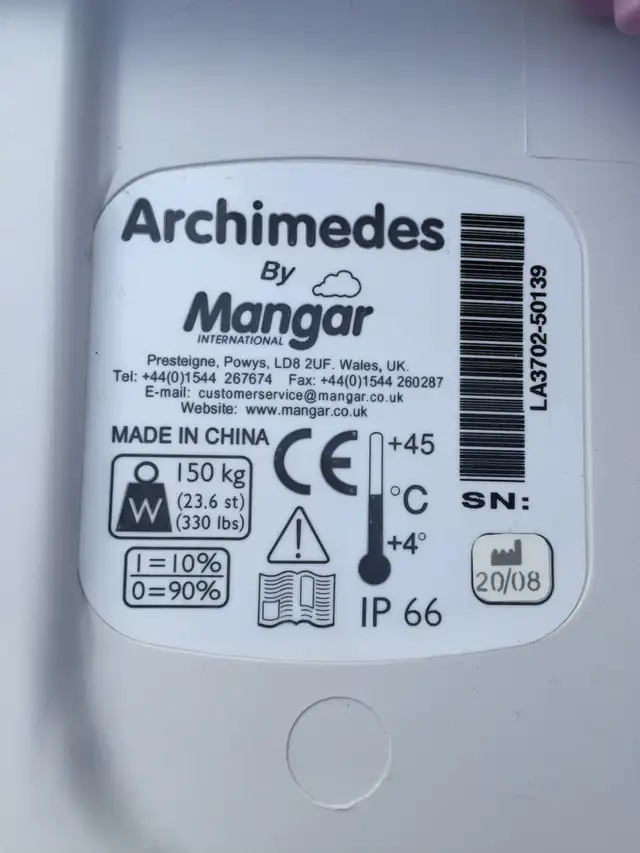 Archimedes
By
Mangar
INTERNATIONAL
Presteigne, Powys, LD8 2UF. Wales, UK.
Tel: +44(0)1544 267674 Fax: +44(0)1544 260287
E-mail: customerservice@mangar.co.uk
Website: www.mangar.co.uk
MADE IN CHINA
CE
+45
°C
+4°
W
150 kg
(23.6 st)
(330 lbs)
1=10%
0=90%
IP 66
LA3702-50139
SN:
20/08